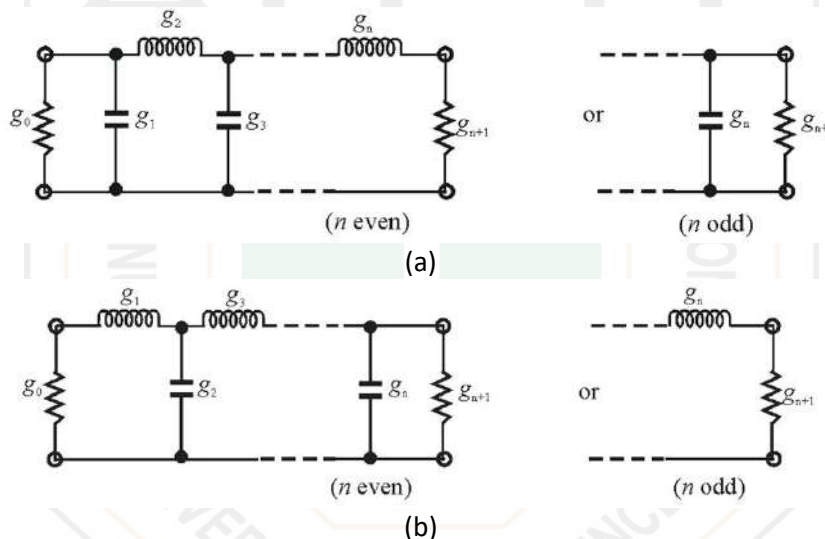 g₂ gₙ
g₀ g₁ g₃ gₙ₊₁ or gₙ gₙ₊
(n even) (n odd)
(a)
g₁ g₃ gₙ
g₀ g₂ gₙ gₙ₊₁ or gₙ₊₁
(n even) (n odd)
(b)